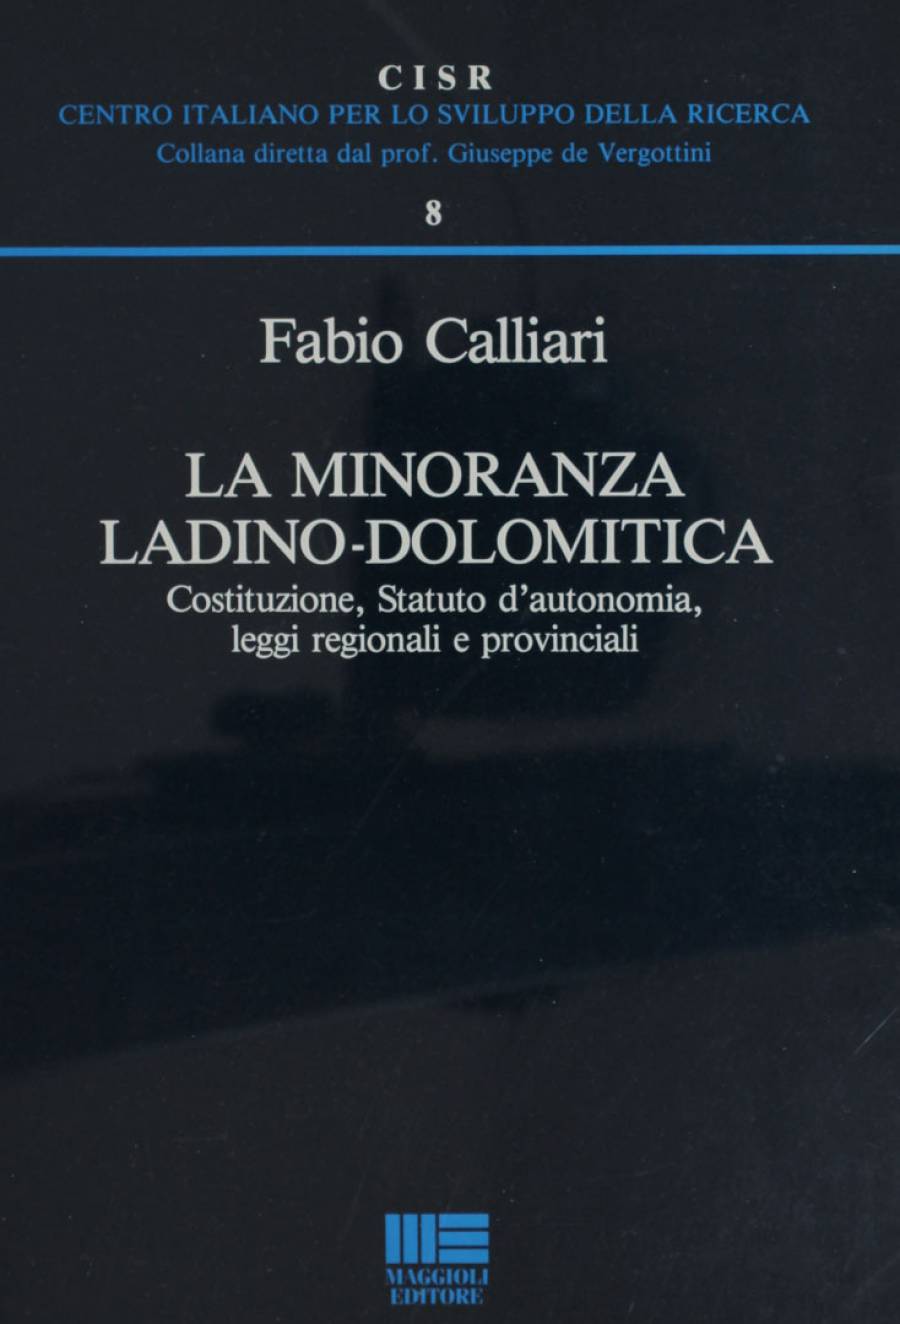 CISR
CENTRO ITALIANO PER LO SVILUPPO DELLA RICERCA
Collana diretta dal prof. Giuseppe de Vergottini
8
Fabio Calliari
LA MINORANZA
LADINO-DOLOMITICA
Costituzione, Statuto d'autonomia,
leggi regionali e provinciali
MAGGIOLI
EDITORE